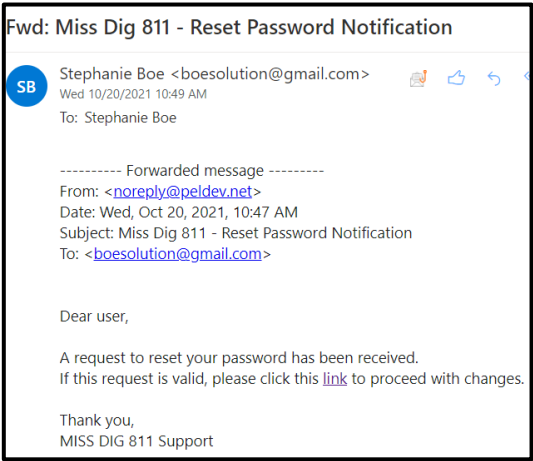 Fwd: Miss Dig 811 - Reset Password Notification
SB
Stephanie Boe <boesolution@gmail.com>
Wed 10/20/2021 10:49 AM
To: Stephanie Boe
---------- Forwarded message ---------
From: <noreply@peldev.net>
Date: Wed, Oct 20, 2021, 10:47 AM
Subject: Miss Dig 811 - Reset Password Notification
To: <boesolution@gmail.com>
Dear user,
A request to reset your password has been received.
If this request is valid, please click this link to proceed with changes.
Thank you,
MISS DIG 811 Support